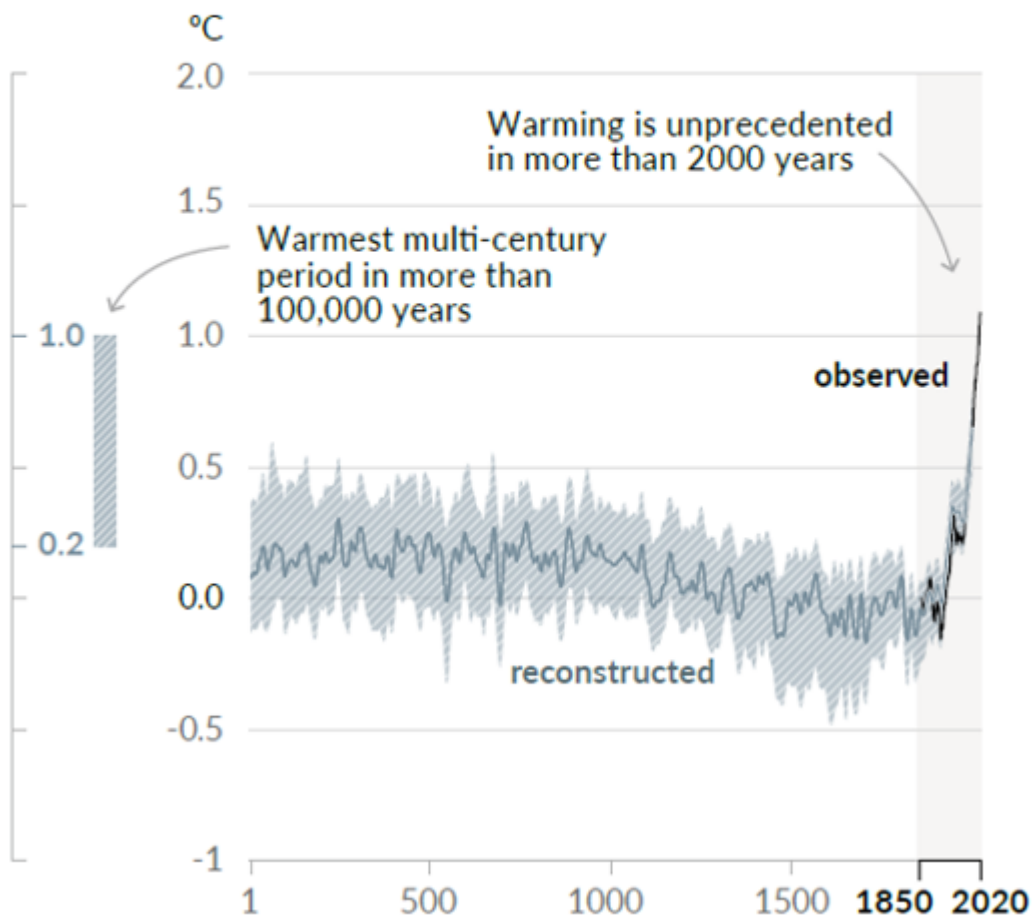 °C
2.0
Warming is unprecedented
in more than 2000 years
1.5
Warmest multi-century
period in more than
100,000 years
1.0
1.0
observed
0.5
0.2
0.0
reconstructed
-0.5
-1
1
500
1000
1500
1850
2020